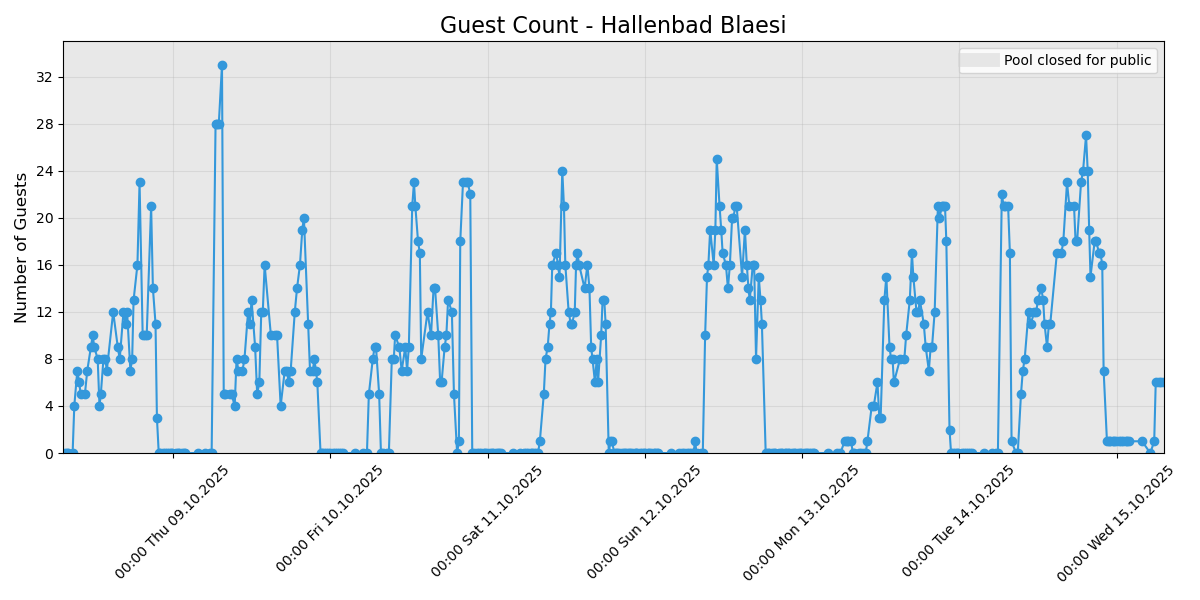 Guest Count - Hallenbad Blaesi
Pool closed for public
Number of Guests
32
28
24
20
16
12
8
4
0
00:00 Thu 09.10.2025
00:00 Fri 10.10.2025
00:00 Sat 11.10.2025
00:00 Sun 12.10.2025
00:00 Mon 13.10.2025
00:00 Tue 14.10.2025
00:00 Wed 15.10.2025